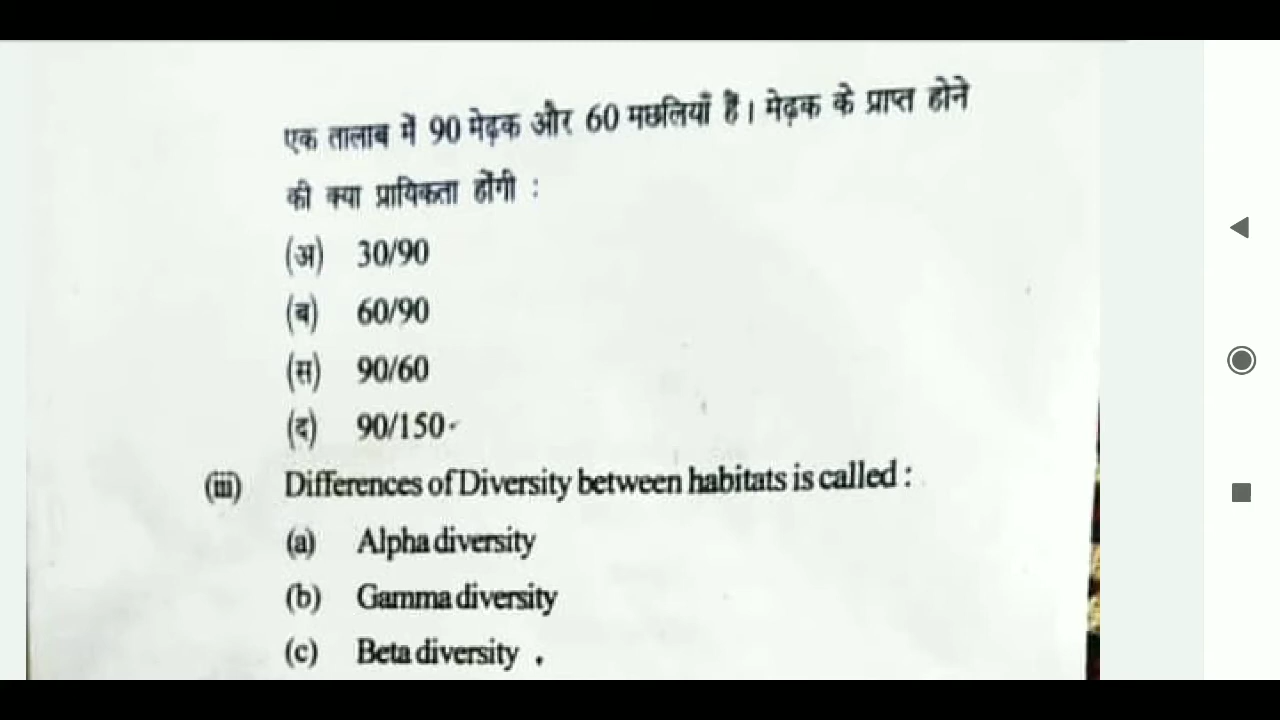 एक तालाब में 90 मेढ़क और 60 मछलियाँ हैं। मेढ़क के प्राप्त होने
की क्या प्रायिकता होंगी :
(अ) 30/90
(ब) 60/90
(स) 90/60
(द) 90/150
(iii) Differences of Diversity between habitats is called :
(a) Alpha diversity
(b) Gamma diversity
(c) Beta diversity